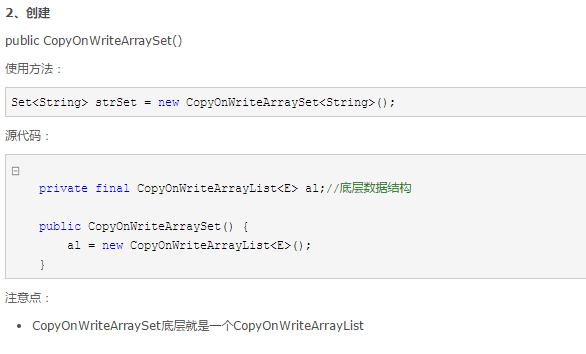 2、创建
public CopyOnWriteArraySet()
使用方法：
Set<String> strSet = new CopyOnWriteArraySet<String>();
源代码：
private final CopyOnWriteArrayList<E> al;//底层数据结构
public CopyOnWriteArraySet() {
al = new CopyOnWriteArrayList<E>();
}
注意点：
• CopyOnWriteArraySet底层就是一个CopyOnWriteArrayList